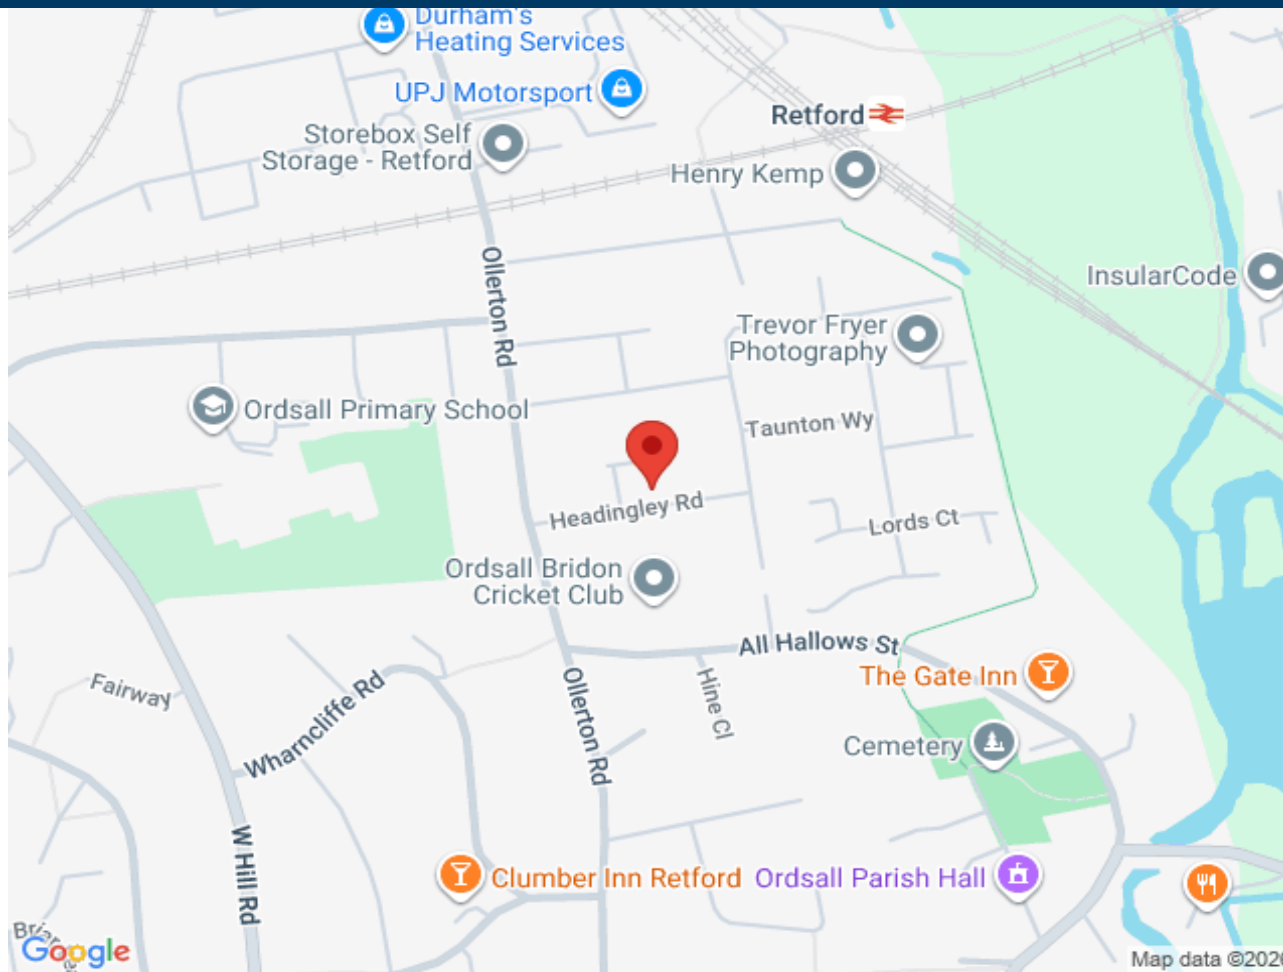 Durham's
Heating Services
UPJ Motorsport
Retford
Storebox Self
Storage - Retford
Henry Kemp
Ollerton Rd
InsularCode
Trevor Fryer
Photography
Ordsall Primary School
Taunton Wy
Headingley Rd
Lords Ct
Ordsall Bridon
Cricket Club
All Hallows St
The Gate Inn
Fairway
Wharncliffe Rd
Ollerton Rd
Hine Cl
Cemetery
W Hill Rd
Clumber Inn Retford
Ordsall Parish Hall
Google
Map data ©202